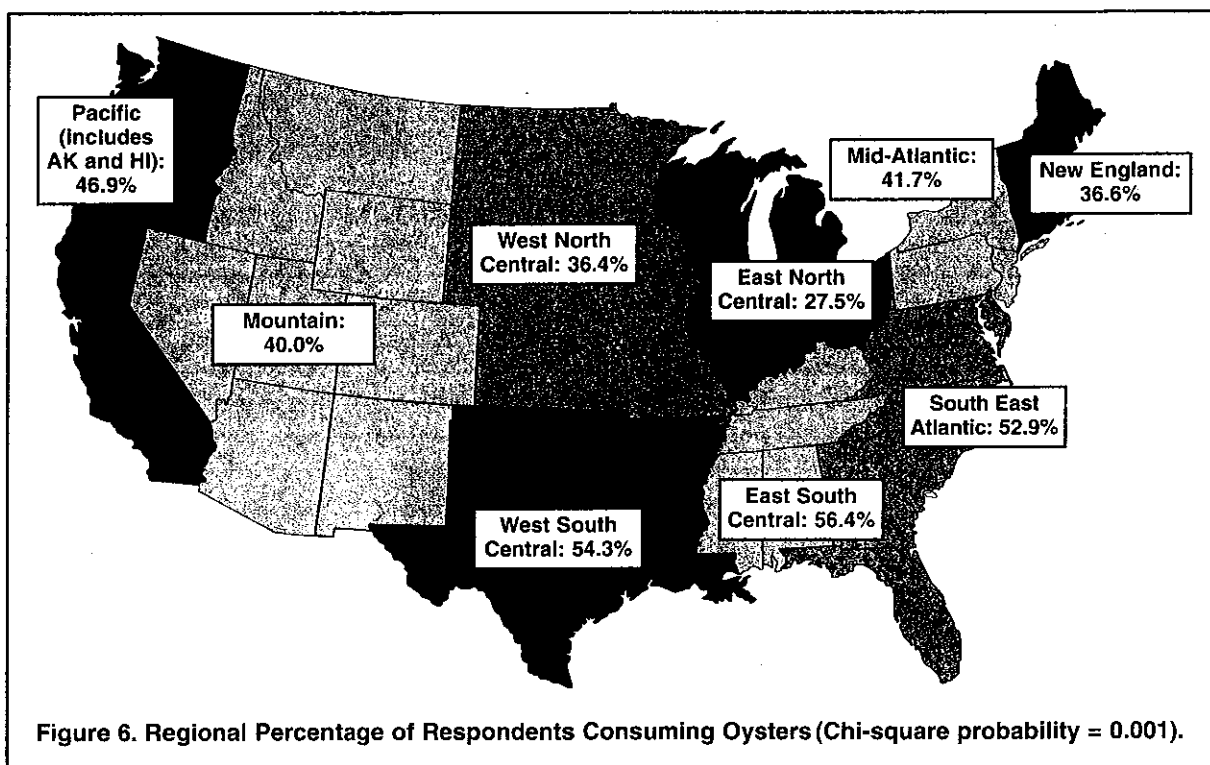 Pacific
(includes
AK and HI):
46.9%
Mid-Atlantic:
41.7%
New England:
36.6%
West North
Central: 36.4%
East North
Central: 27.5%
Mountain:
40.0%
South East
Atlantic: 52.9%
East South
Central: 56.4%
West South
Central: 54.3%
Figure 6. Regional Percentage of Respondents Consuming Oysters (Chi-square probability = 0.001).